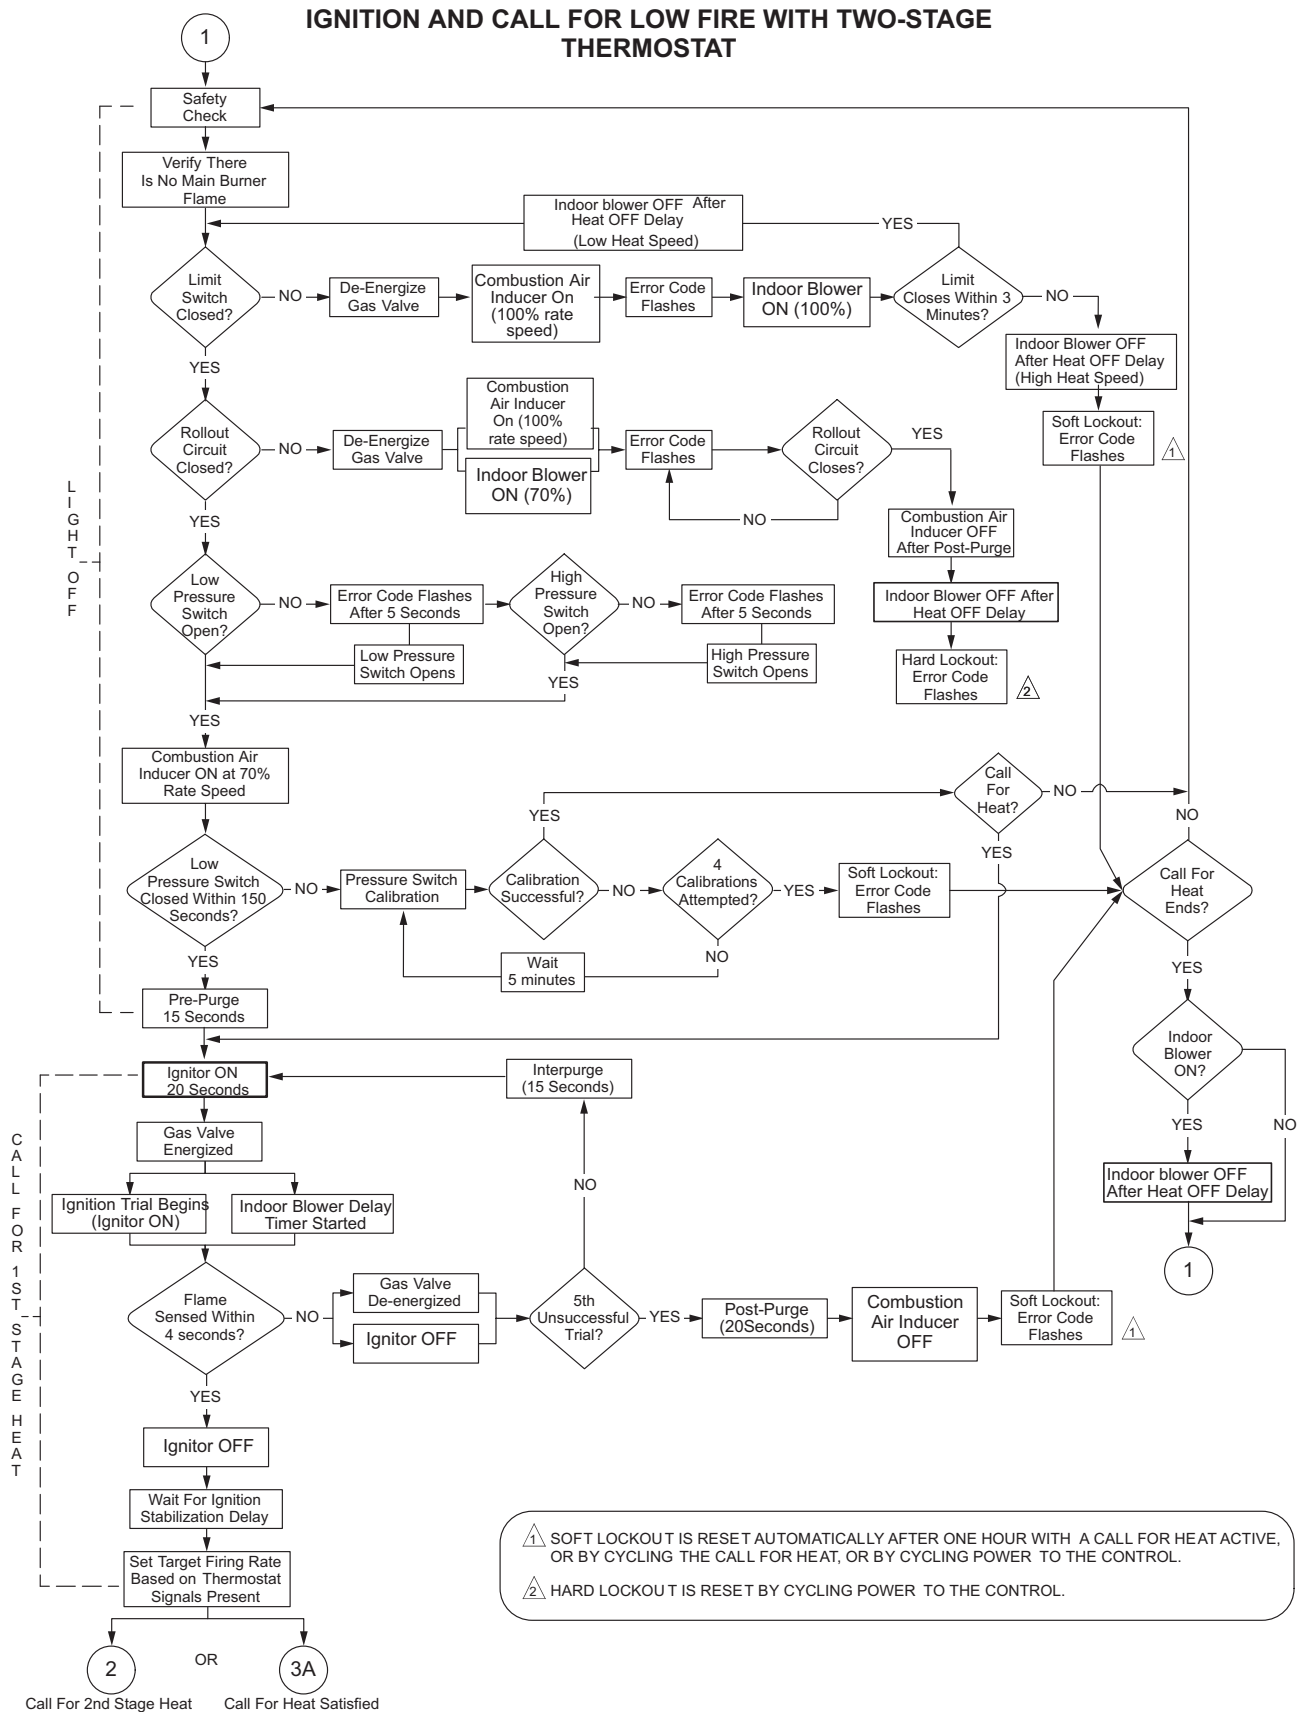 IGNITION AND CALL FOR LOW FIRE WITH TWO-STAGE
THERMOSTAT
1
Safety
Check
Verify There
Is No Main Burner
Flame
Indoor blower OFF After
Heat OFF Delay
(Low Heat Speed)
YES
Limit
Switch
Closed?
NO
De-Energize
Gas Valve
Combustion Air
Inducer On
(100% rate
speed)
Error Code
Flashes
Indoor Blower
ON (100%)
Limit
Closes Within 3
Minutes?
NO
Indoor Blower OFF
After Heat OFF Delay
(High Heat Speed)
Soft Lockout:
Error Code
Flashes
1
YES
Rollout
Circuit
Closed?
NO
De-Energize
Gas Valve
Combustion
Air Inducer
On (100%
rate speed)
Indoor Blower
ON (70%)
Error Code
Flashes
Rollout
Circuit
Closes?
YES
NO
Combustion Air
Inducer OFF
After Post-Purge
Indoor Blower OFF After
Heat OFF Delay
Hard Lockout:
Error Code
Flashes
2
LIGHT OFF
YES
Low
Pressure
Switch
Open?
NO
Error Code Flashes
After 5 Seconds
Low Pressure
Switch Opens
High
Pressure
Switch
Open?
NO
Error Code Flashes
After 5 Seconds
High Pressure
Switch Opens
YES
YES
Combustion Air
Inducer ON at 70%
Rate Speed
Low
Pressure Switch
Closed Within 150
Seconds?
NO
Pressure Switch
Calibration
Calibration
Successful?
YES
NO
4
Calibrations
Attempted?
YES
NO
Wait
5 minutes
Soft Lockout:
Error Code
Flashes
Call
For
Heat?
NO
YES
NO
Call For
Heat
Ends?
YES
Indoor
Blower
ON?
YES
NO
Indoor blower OFF
After Heat OFF Delay
1
YES
Pre-Purge
15 Seconds
Ignitor ON
20 Seconds
Interpurge
(15 Seconds)
Gas Valve
Energized
Ignition Trial Begins
(Ignitor ON)
Indoor Blower Delay
Timer Started
CALL FOR 1ST STAGE HEAT
Flame
Sensed Within
4 seconds?
NO
Gas Valve
De-energized
Ignitor OFF
5th
Unsuccessful
Trial?
NO
YES
Post-Purge
(20Seconds)
Combustion
Air Inducer
OFF
Soft Lockout:
Error Code
Flashes
1
YES
Ignitor OFF
Wait For Ignition
Stabilization Delay
Set Target Firing Rate
Based on Thermostat
Signals Present
2
OR
3A
Call For 2nd Stage Heat
Call For Heat Satisfied
1 SOFT LOCKOUT IS RESET AUTOMATICALLY AFTER ONE HOUR WITH A CALL FOR HEAT ACTIVE,
OR BY CYCLING THE CALL FOR HEAT, OR BY CYCLING POWER TO THE CONTROL.
2 HARD LOCKOUT IS RESET BY CYCLING POWER TO THE CONTROL.